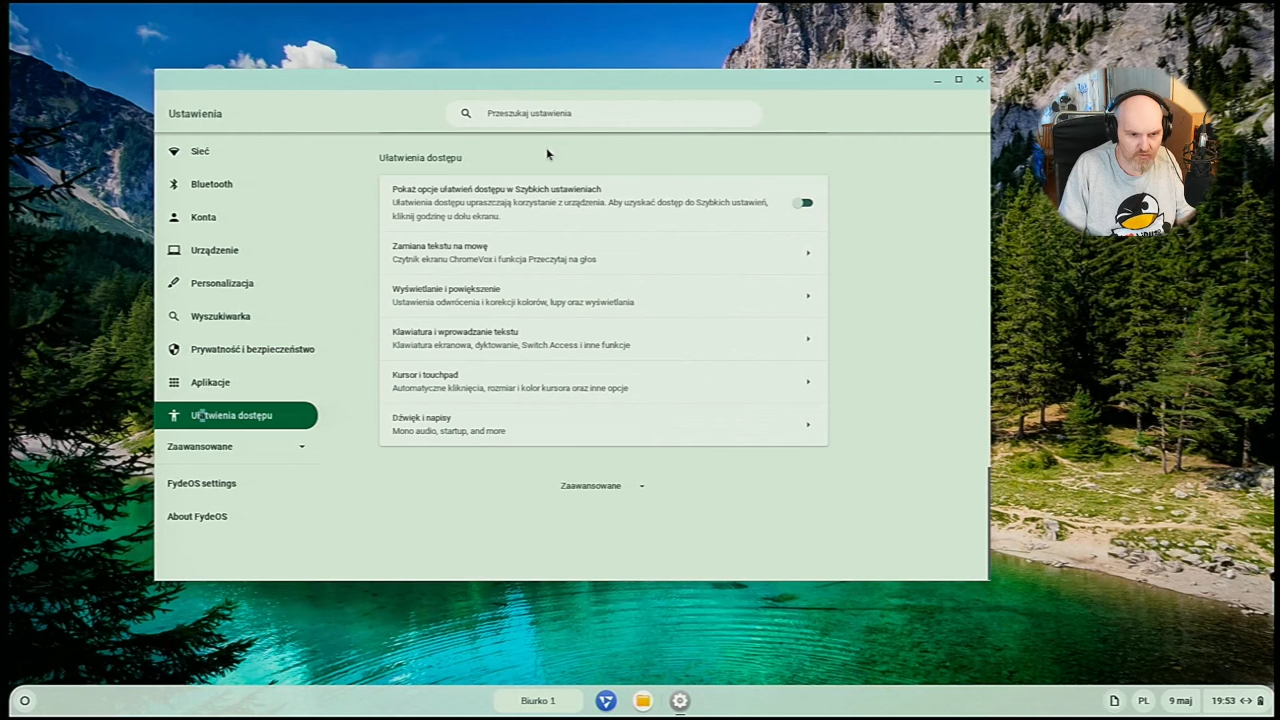 Ustawienia
Przeszukaj ustawienia
Sieć
Bluetooth
Konta
Urządzenie
Personalizacja
Wyszukiwarka
Prywatność i bezpieczeństwo
Aplikacje
Ułatwienia dostępu
Zaawansowane
FydeOS settings
About FydeOS
Ułatwienia dostępu
Pokaż opcje ułatwień dostępu w Szybkich ustawieniach
Ułatwienia dostępu upraszczają korzystanie z urządzenia. Aby uzyskać dostęp do Szybkich ustawień,
kliknij godzinę u dołu ekranu.
Zamiana tekstu na mowę
Czytnik ekranu ChromeVox i funkcja Przeczytaj na głos
Wyświetlanie i powiększenie
Ustawienia odwrócenia i korekcji kolorów, lupy oraz wyświetlania
Klawiatura i wprowadzanie tekstu
Klawiatura ekranowa, dyktowanie, Switch Access i inne funkcje
Kursor i touchpad
Automatyczne kliknięcia, rozmiar i kolor kursora oraz inne opcje
Dźwięk i napisy
Mono audio, startup, and more
Zaawansowane
Biurko 1
PL
9 maj
19:53